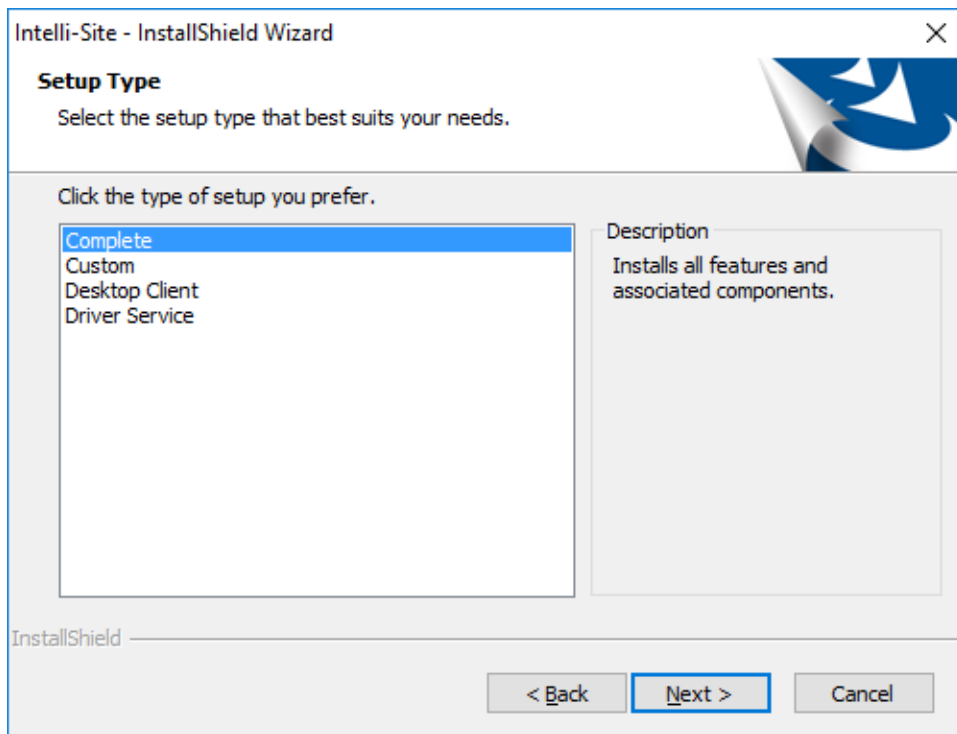 Intelli-Site - InstallShield Wizard
Setup Type
Select the setup type that best suits your needs.
Click the type of setup you prefer.
Complete
Custom
Desktop Client
Driver Service
Description
Installs all features and
associated components.
InstallShield
< Back
Next >
Cancel